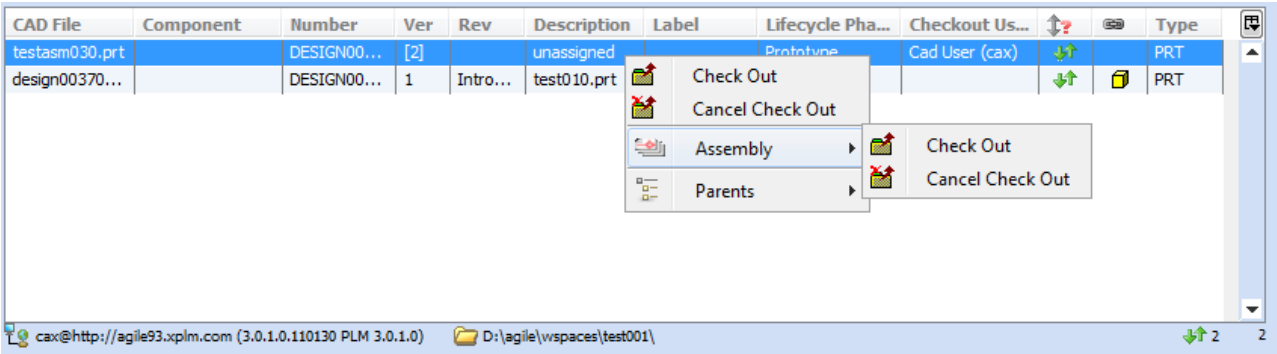 CAD File Component Number Ver Rev Description Label Lifecycle Pha... Checkout Us... Type
testasm030.prt DESIGN00... [2] unassigned Prototype Cad User (cax) PRT
design00370... DESIGN00... 1 Intro... test010.prt PRT
Check Out
Cancel Check Out
Assembly
Parents
Check Out
Cancel Check Out
cax@http://agile93.xplm.com (3.0.1.0.110130 PLM 3.0.1.0) D:\agile\wspaces\test001\ 2 2